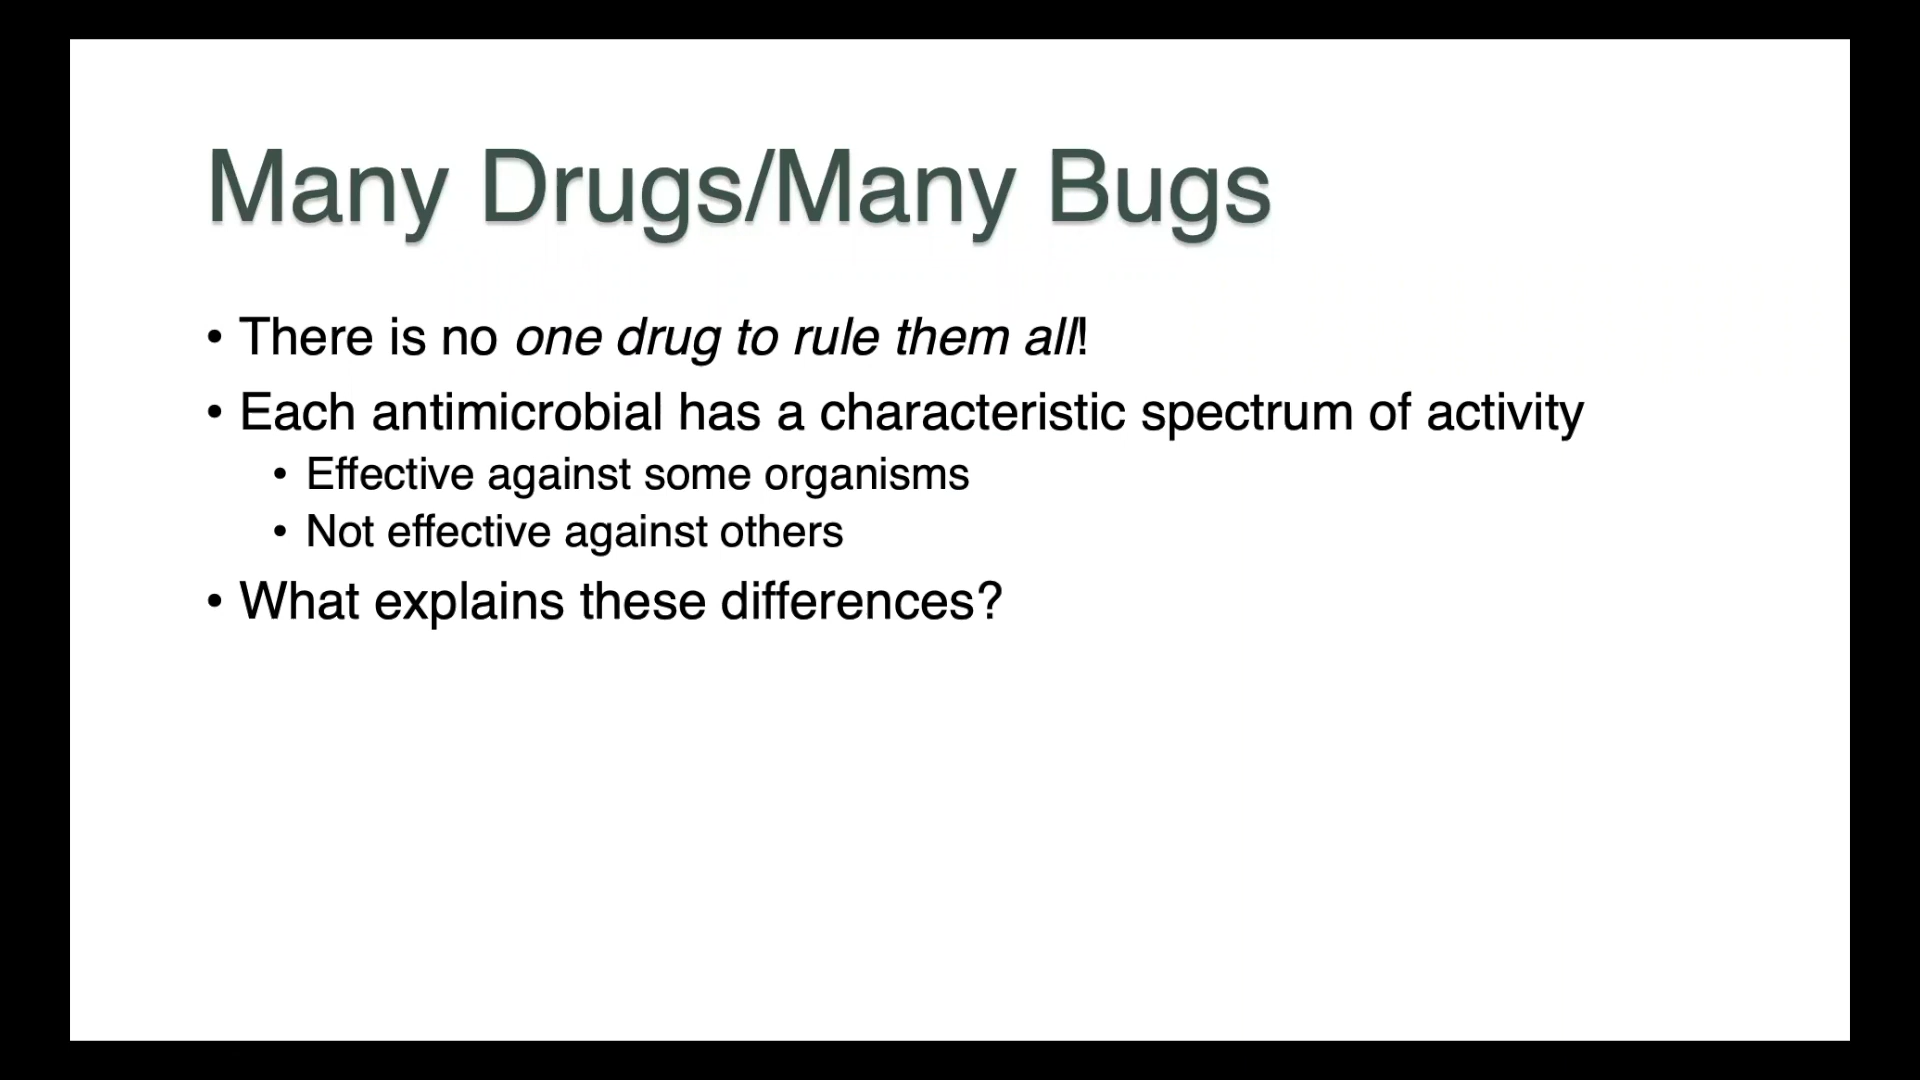 Many Drugs/Many Bugs
• There is no one drug to rule them all!
• Each antimicrobial has a characteristic spectrum of activity
• Effective against some organisms
• Not effective against others
• What explains these differences?